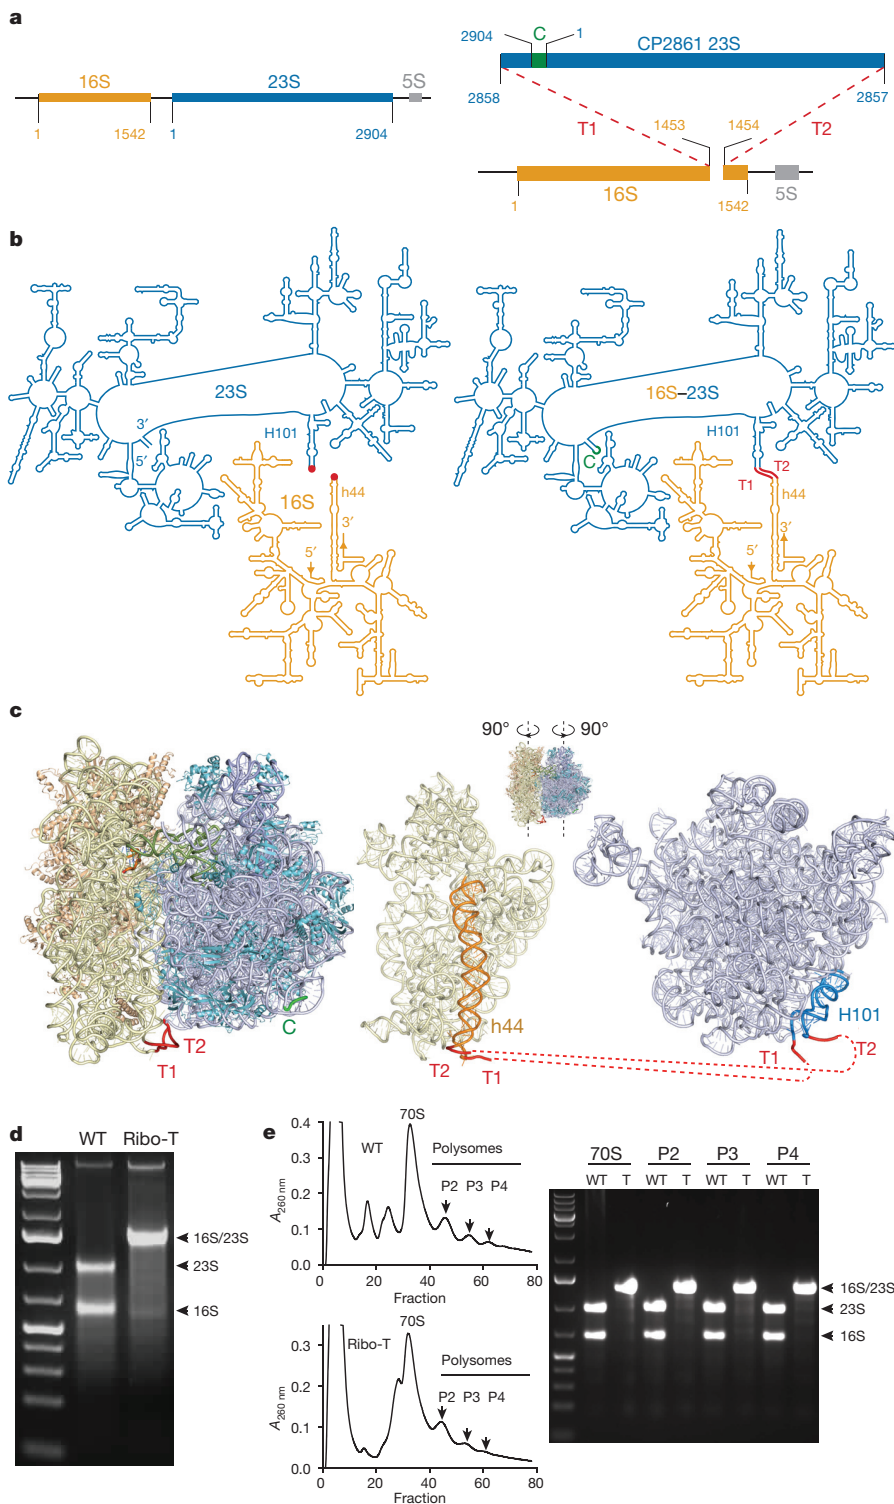 a
16S
23S
5S
1
1542
1
2904
2904
C
1
CP2861 23S
2858
2857
T1
1453
1454
T2
16S
5S
1
1542
b
23S
3′
5′
H101
16S
h44
3′
5′
16S–23S
H101
C
T1
T2
h44
3′
5′
c
90°
90°
T2
T1
C
h44
T2
T1
H101
T1
T2
d
WT
Ribo-T
16S/23S
23S
16S
e
0.4
0.3
0.2
0.1
0.0
A260 nm
WT
70S
Polysomes
P2 P3 P4
0 20 40 60 80
Fraction
0.3
0.2
0.1
0.0
A260 nm
Ribo-T
70S
Polysomes
P2 P3 P4
0 20 40 60 80
Fraction
70S P2 P3 P4
WT T WT T WT T WT T
16S/23S
23S
16S